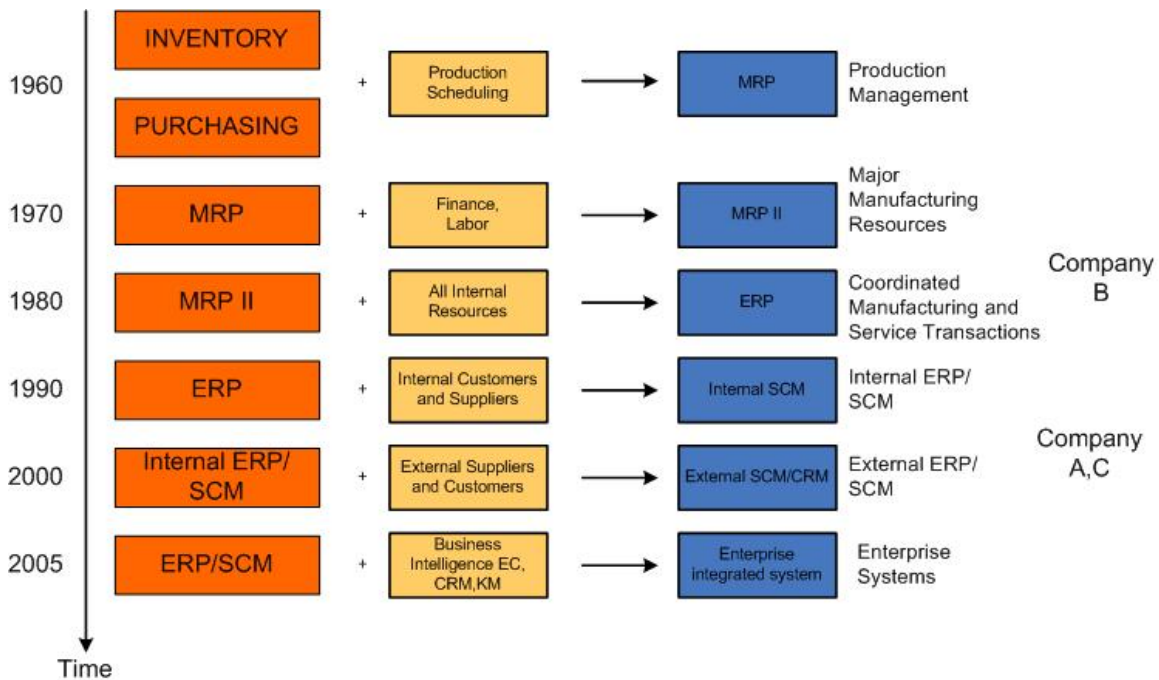 INVENTORY
1960
+
Production
Scheduling
MRP
Production
Management
PURCHASING
1970
MRP
+
Finance,
Labor
MRP II
Major
Manufacturing
Resources
1980
MRP II
+
All Internal
Resources
ERP
Coordinated
Manufacturing and
Service Transactions
Company
B
1990
ERP
+
Internal Customers
and Suppliers
Internal SCM
Internal ERP/
SCM
2000
Internal ERP/
SCM
+
External Suppliers
and Customers
External SCM/CRM
External ERP/
SCM
Company
A,C
2005
ERP/SCM
+
Business
Intelligence EC,
CRM,KM
Enterprise
integrated system
Enterprise
Systems
Time